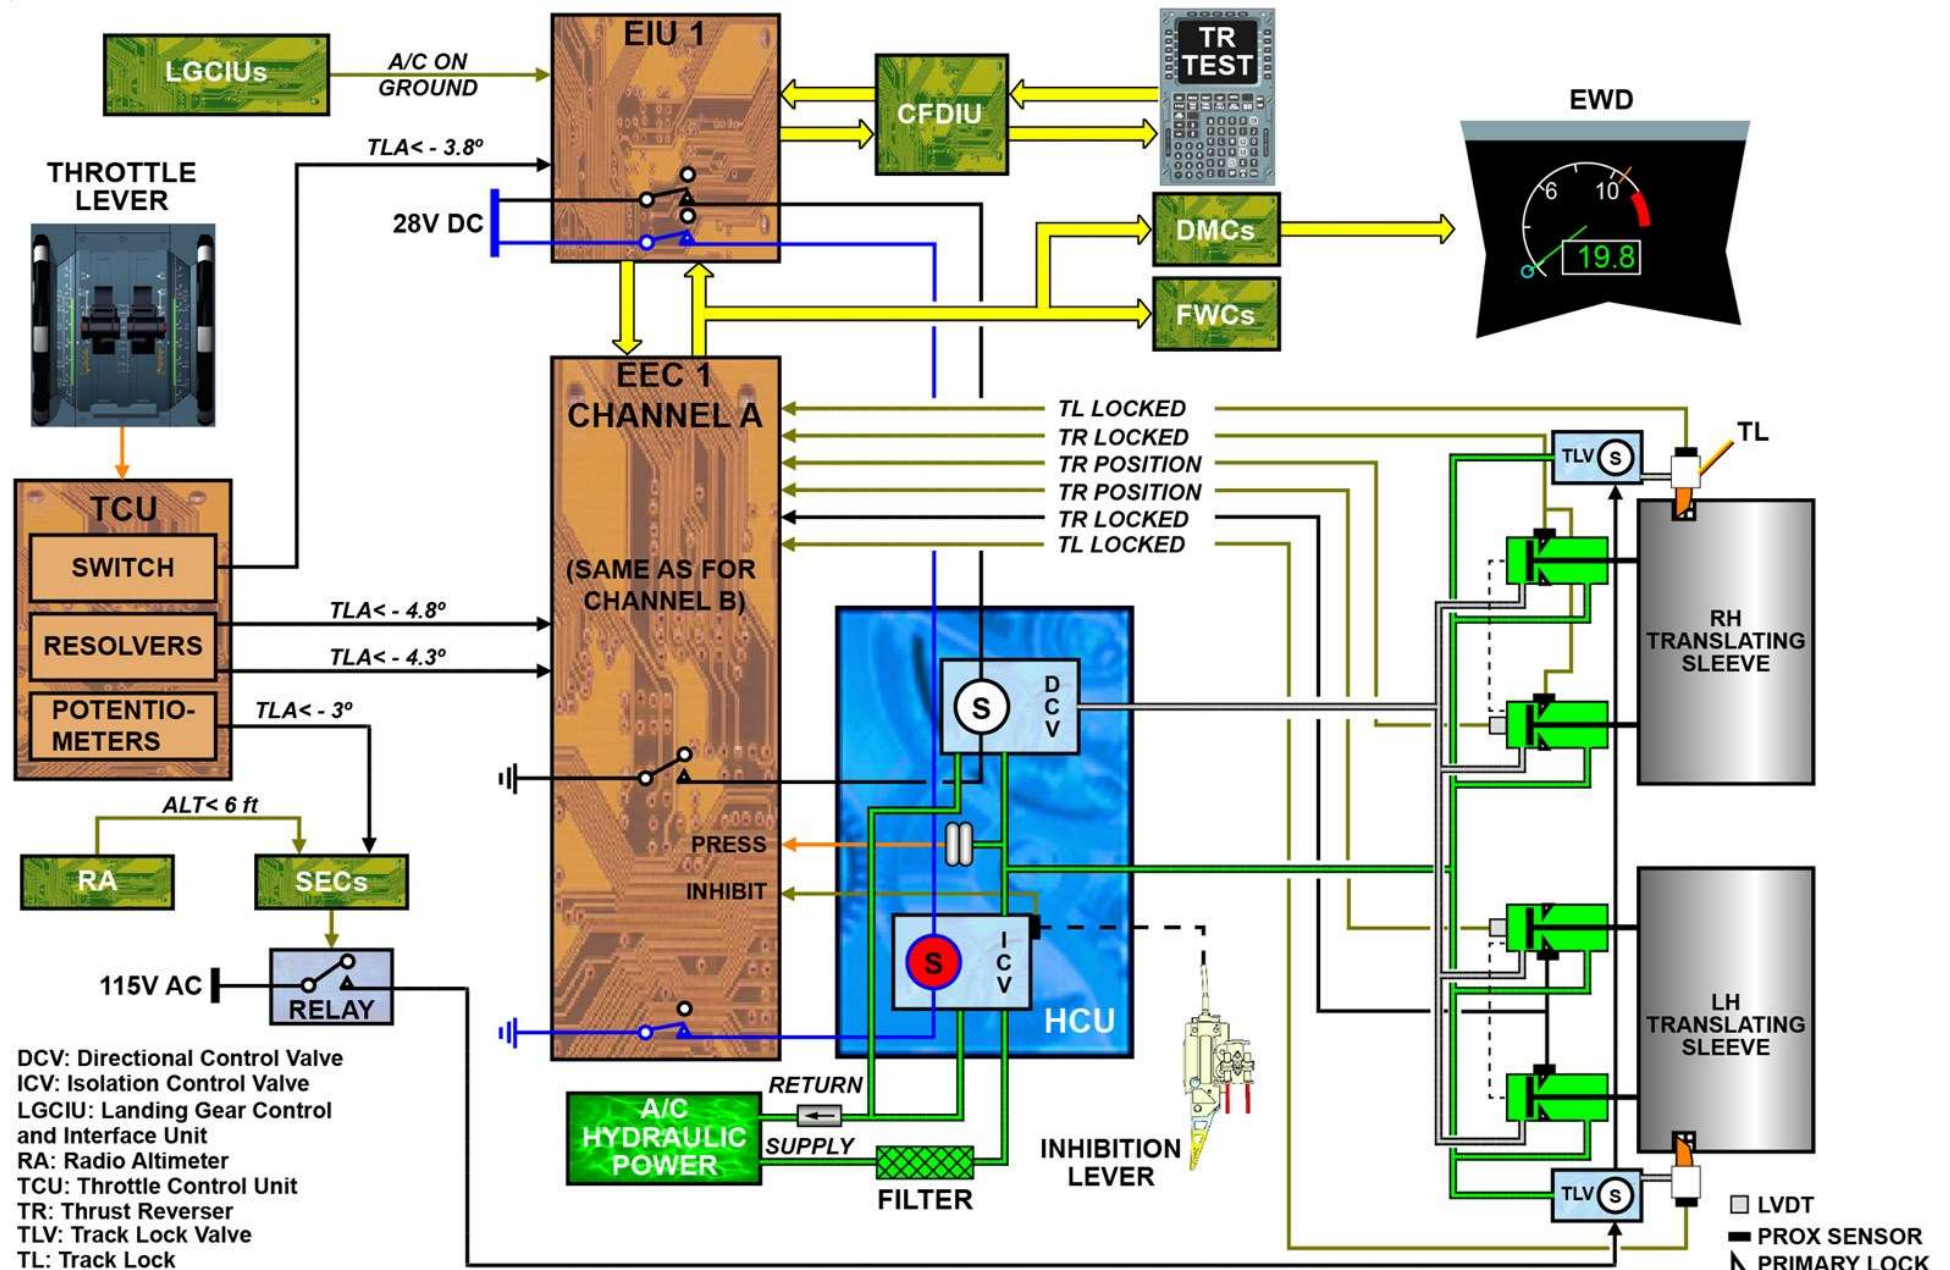 EIU 1
LGCIUs
A/C ON
GROUND
CFDIU
TR
TEST
EWD
6
10
19.8
TLA< - 3.8º
THROTTLE
LEVER
28V DC
DMCs
FWCs
EEC 1
CHANNEL A
(SAME AS FOR
CHANNEL B)
TL LOCKED
TR LOCKED
TR POSITION
TR POSITION
TR LOCKED
TL LOCKED
TLV
S
TL
TCU
SWITCH
RESOLVERS
POTENTIO-
METERS
TLA< - 4.8º
TLA< - 4.3º
TLA< - 3º
RH
TRANSLATING
SLEEVE
S
D
C
V
ALT< 6 ft
RA
SECs
PRESS
INHIBIT
S
I
C
V
HCU
115V AC
RELAY
LH
TRANSLATING
SLEEVE
DCV: Directional Control Valve
ICV: Isolation Control Valve
LGCIU: Landing Gear Control
and Interface Unit
RA: Radio Altimeter
TCU: Throttle Control Unit
TR: Thrust Reverser
TLV: Track Lock Valve
TL: Track Lock
A/C
HYDRAULIC
POWER
RETURN
SUPPLY
FILTER
INHIBITION
LEVER
TLV
S
LVDT
PROX SENSOR
PRIMARY LOCK